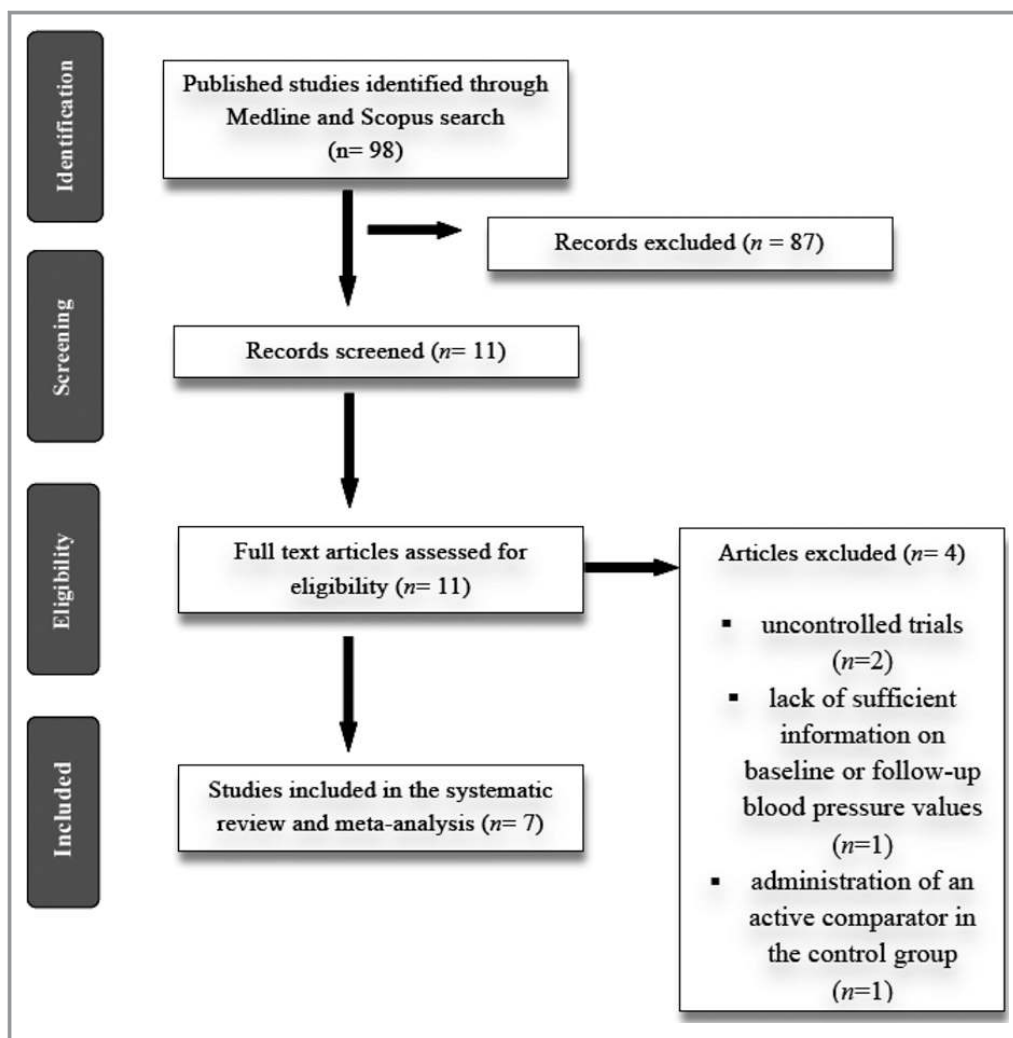 Identification
Published studies identified through
Medline and Scopus search
(n= 98)
Records excluded (n = 87)
Screening
Records screened (n= 11)
Eligibility
Full text articles assessed for
eligibility (n= 11)
Articles excluded (n= 4)
▪ uncontrolled trials
(n=2)
▪ lack of sufficient
information on
baseline or follow-up
blood pressure values
(n=1)
▪ administration of an
active comparator in
the control group
(n=1)
Included
Studies included in the systematic
review and meta-analysis (n= 7)